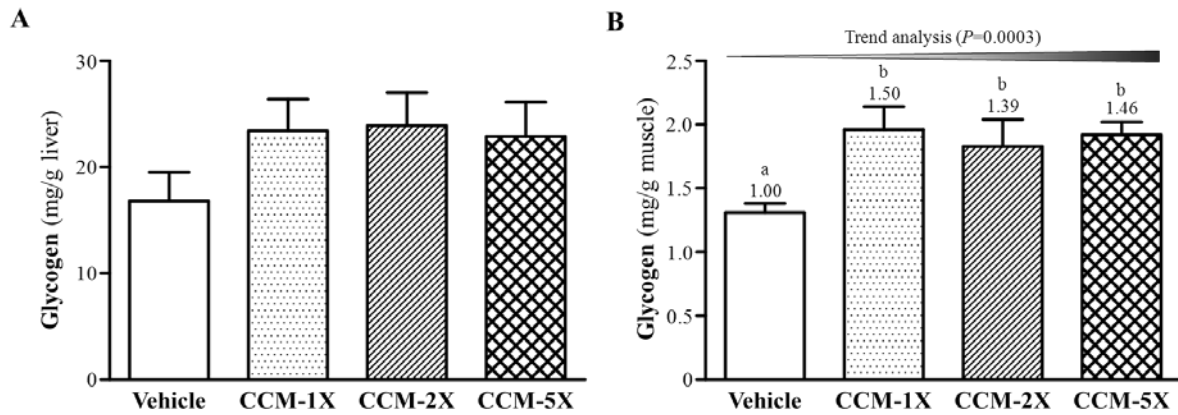 A
Glycogen (mg/g liver)
30
20
10
0
Vehicle CCM-1X CCM-2X CCM-5X
B
Trend analysis (P=0.0003)
Glycogen (mg/g muscle)
2.5
2.0
1.5
1.0
0.5
0
a
1.00
b
1.50
b
1.39
b
1.46
Vehicle CCM-1X CCM-2X CCM-5X